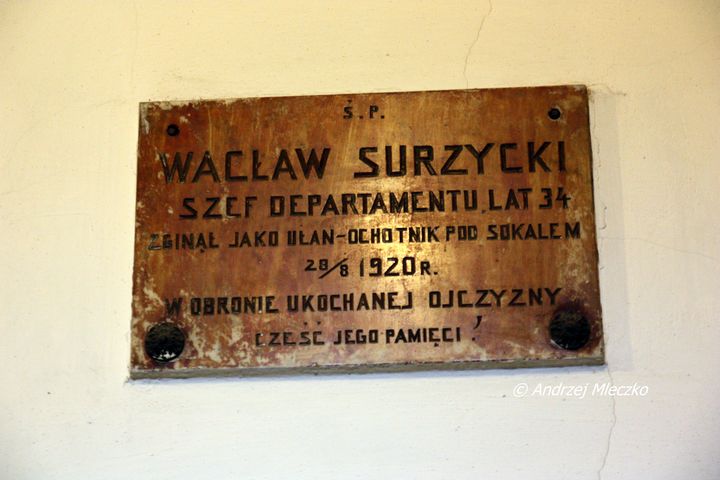 Ś.P.
WACŁAW SURZYCKI
SZEF DEPARTAMENTU, LAT 34
ZGINĄŁ JAKO UŁAN-OCHOTNIK POD SOKALEM
28/8 1920 R.
W OBRONIE UKOCHANEJ OJCZYZNY
CZEŚĆ JEGO PAMIĘCI!
© Andrzej Mleczko